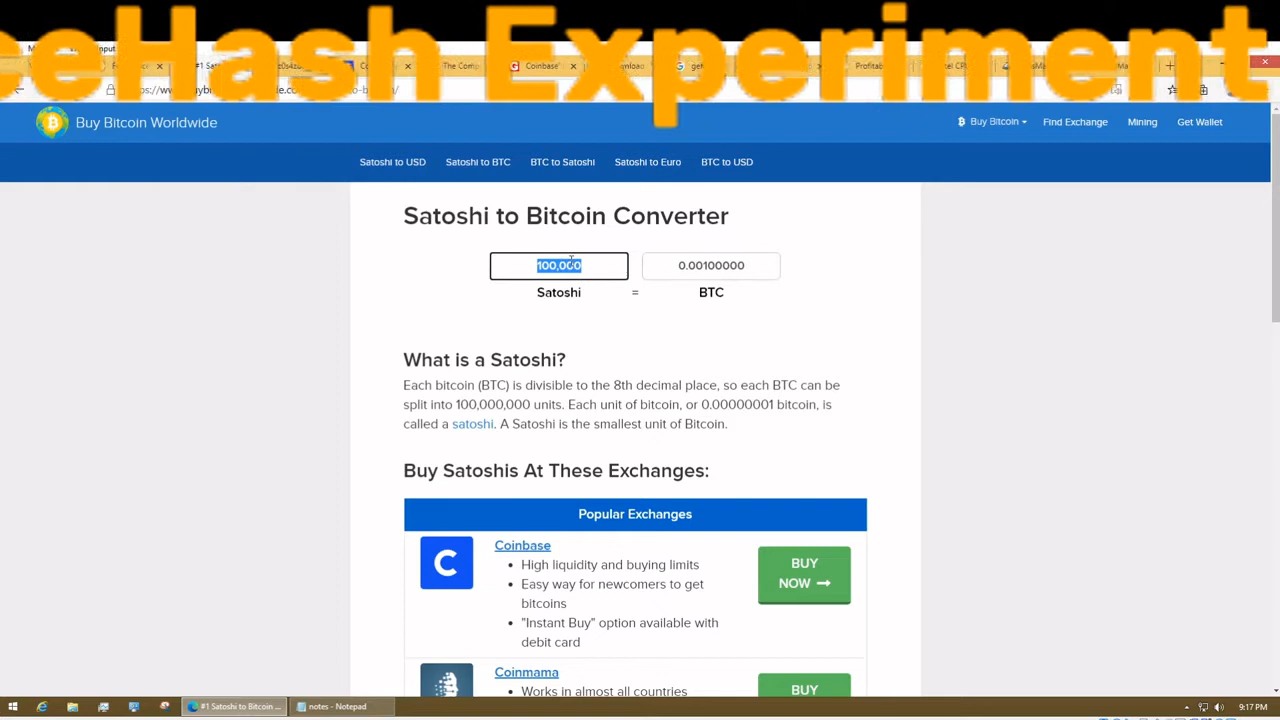 eHash Experiment
Buy Bitcoin Worldwide
Buy Bitcoin
Find Exchange
Mining
Get Wallet
Satoshi to USD
Satoshi to BTC
BTC to Satoshi
Satoshi to Euro
BTC to USD
Satoshi to Bitcoin Converter
100,000
0.00100000
Satoshi
=
BTC
What is a Satoshi?
Each bitcoin (BTC) is divisible to the 8th decimal place, so each BTC can be
split into 100,000,000 units. Each unit of bitcoin, or 0.00000001 bitcoin, is
called a satoshi. A Satoshi is the smallest unit of Bitcoin.
Buy Satoshis At These Exchanges:
Popular Exchanges
Coinbase
• High liquidity and buying limits
• Easy way for newcomers to get
bitcoins
• "Instant Buy" option available with
debit card
BUY
NOW
Coinmama
• Works in almost all countries
BUY
#1 Satoshi to Bitcoin ...
notes - Notepad
9:17 PM